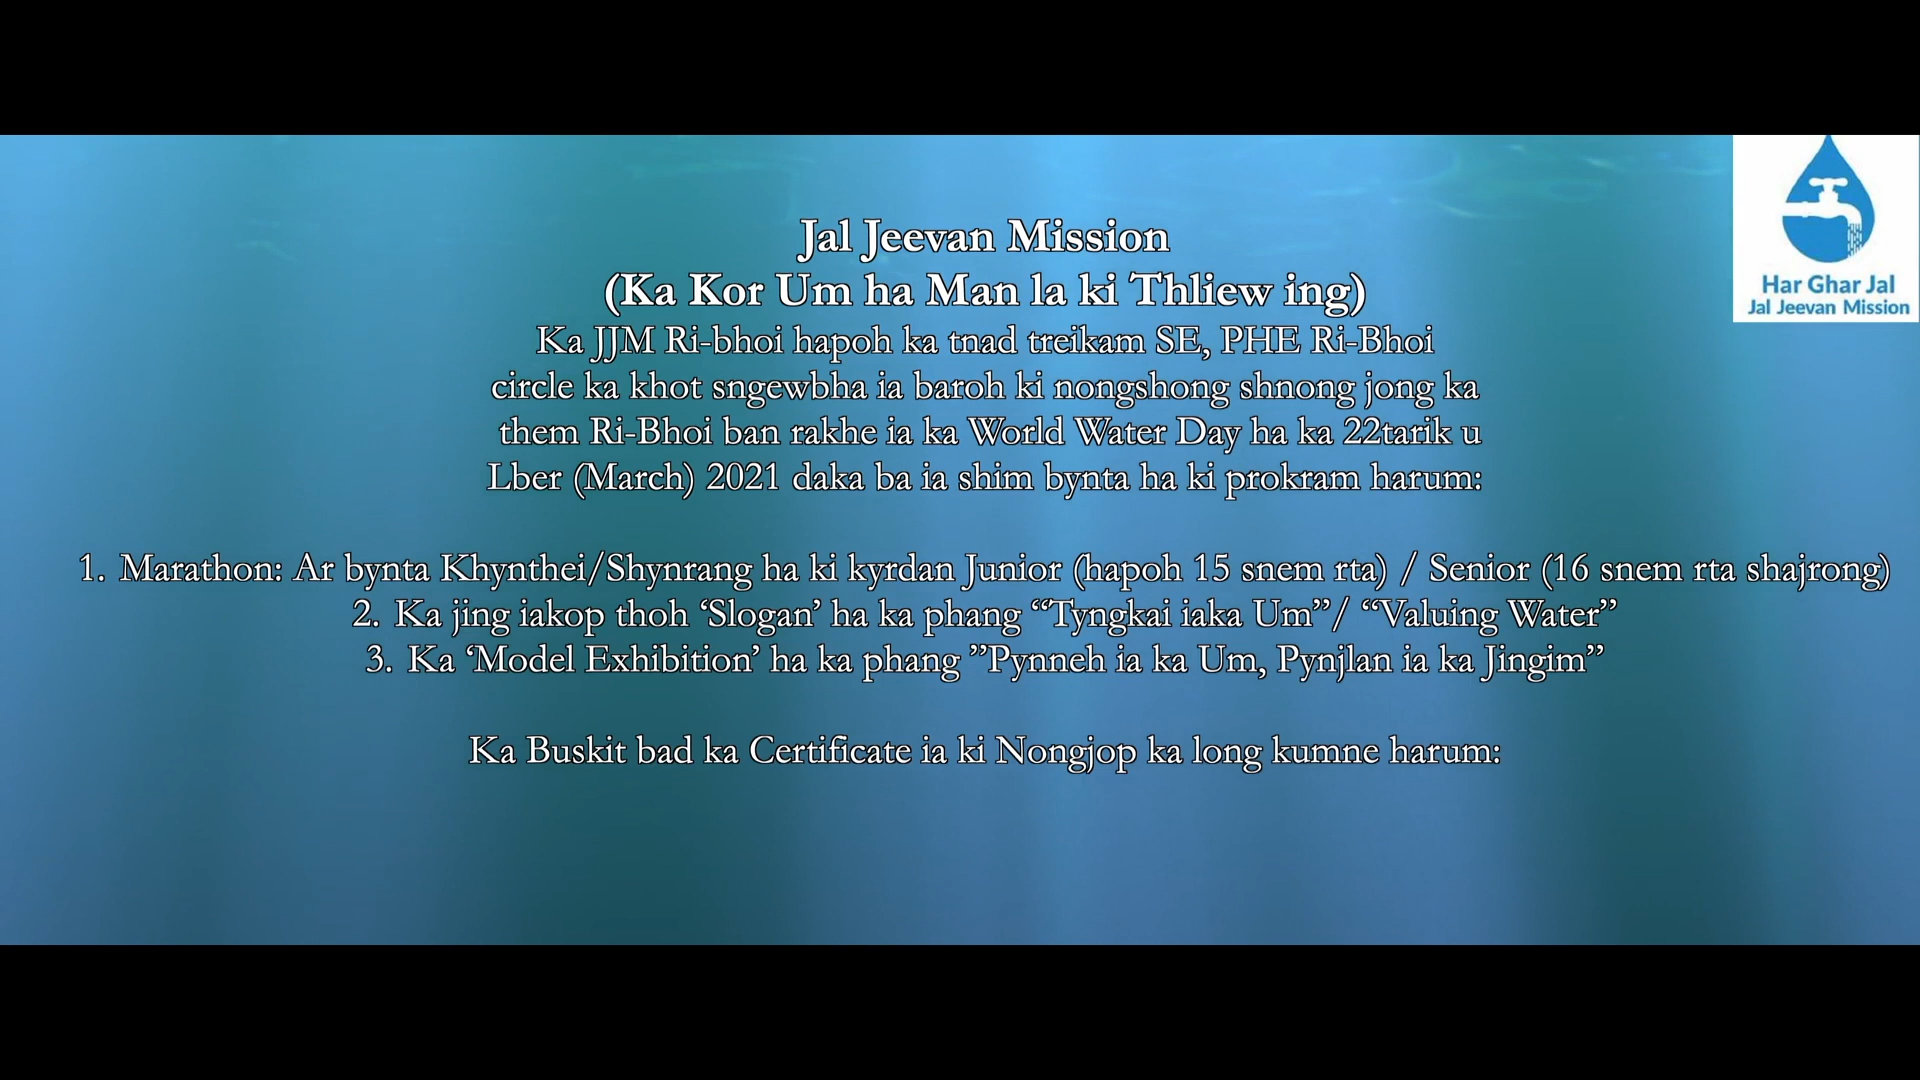 Har Ghar Jal
Jal Jeevan Mission
Jal Jeevan Mission
(Ka Kor Um ha Man la ki Thliew ing)
Ka JJM Ri-bhoi hapoh ka tnad treikam SE, PHE Ri-Bhoi
circle ka khot sngewbha ia baroh ki nongshong shnong jong ka
them Ri-Bhoi ban rakhe ia ka World Water Day ha ka 22tarik u
Lber (March) 2021 daka ba ia shim bynta ha ki prokram harum:
1. Marathon: Ar bynta Khynthei/Shynrang ha ki kyrdan Junior (hapoh 15 snem rta) / Senior (16 snem rta shajrong)
2. Ka jing iakop thoh ‘Slogan’ ha ka phang “Tyngkai iaka Um”/ “Valuing Water”
3. Ka ‘Model Exhibition’ ha ka phang ”Pynneh ia ka Um, Pynjlan ia ka Jingim”
Ka Buskit bad ka Certificate ia ki Nongjop ka long kumne harum: